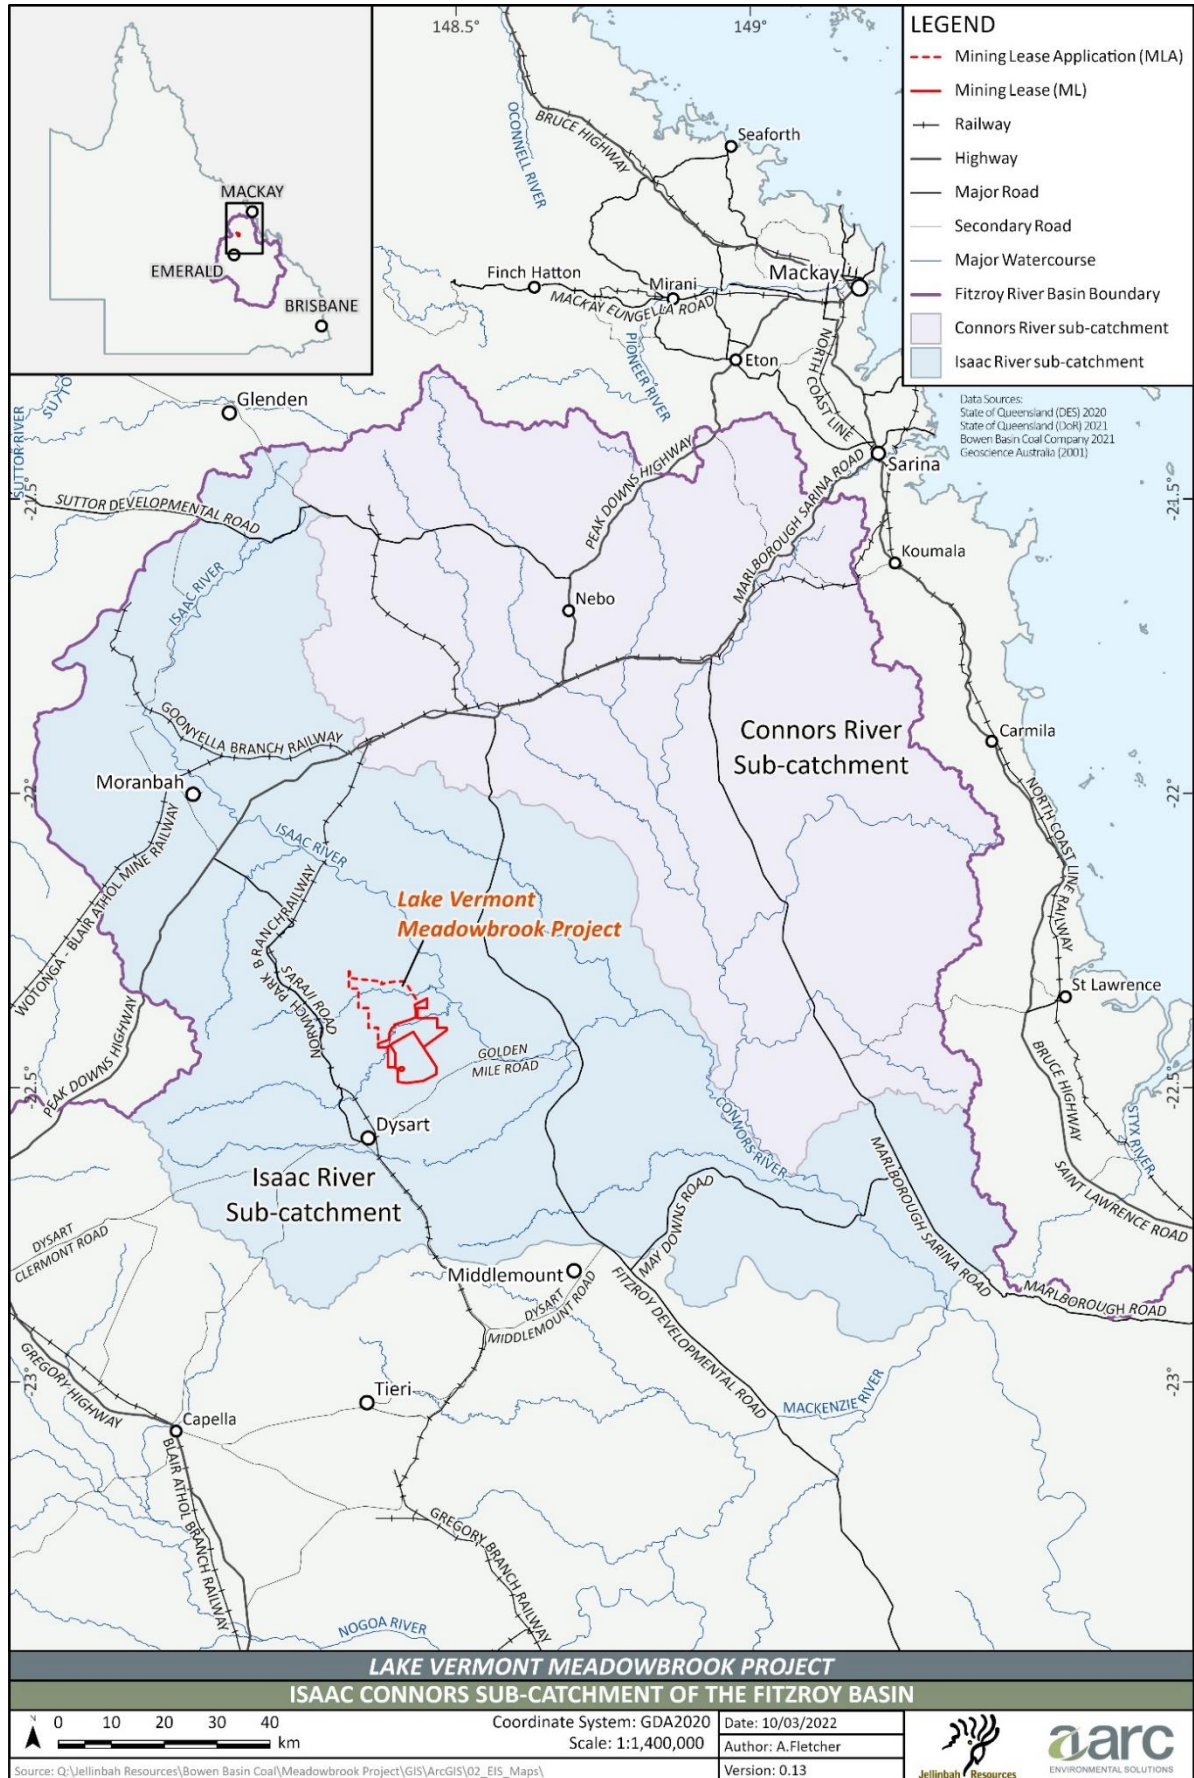 148.5°
149°
LEGEND
Mining Lease Application (MLA)
Mining Lease (ML)
Railway
Highway
Major Road
Secondary Road
Major Watercourse
Fitzroy River Basin Boundary
Connors River sub-catchment
Isaac River sub-catchment
Data Sources:
State of Queensland (DES) 2020
State of Queensland (DoR) 2021
Bowen Basin Coal Company 2021
Geoscience Australia (2001)
MACKAY
EMERALD
BRISBANE
OCONNELL RIVER
BRUCE HIGHWAY
Seaforth
Finch Hatton
Mirani
Mackay
MACKAY EUNGELLA ROAD
PIONEER RIVER
Eton
NORTH COAST LINE
Glenden
SUTTOR RIVER
Sarina
-21.5°
-21.5°
SUTTOR DEVELOPMENTAL ROAD
PEAK DOWNS HIGHWAY
MARLBOROUGH SARINA ROAD
Koumala
ISAAC RIVER
Nebo
GOONYELLA BRANCH RAILWAY
Connors River
Sub-catchment
Carmila
Moranbah
-22°
-22°
NORTH COAST LINE RAILWAY
ISAAC RIVER
WOTONGA - BLAIR ATHOL MINE RAILWAY
Lake Vermont
Meadowbrook Project
NORWICH PARK BRANCH RAILWAY
SARAJI ROAD
St Lawrence
PEAK DOWNS HIGHWAY
GOLDEN
MILE ROAD
BRUCE HIGHWAY
-22.5°
-22.5°
CONNORS RIVER
STYX RIVER
Dysart
Isaac River
Sub-catchment
MARLBOROUGH SARINA ROAD
SAINT LAWRENCE ROAD
MAY DOWNS ROAD
DYSART
CLERMONT ROAD
Middlemount
DYSART
MIDDLEMOUNT ROAD
FITZROY DEVELOPMENTAL ROAD
MARLBOROUGH ROAD
GREGORY HIGHWAY
-23°
-23°
Tieri
MACKENZIE RIVER
Capella
BLAIR ATHOL BRANCH RAILWAY
GREGORY BRANCH RAILWAY
NOGOA RIVER
LAKE VERMONT MEADOWBROOK PROJECT
ISAAC CONNORS SUB-CATCHMENT OF THE FITZROY BASIN
N
0 10 20 30 40
km
Coordinate System: GDA2020
Scale: 1:1,400,000
Date: 10/03/2022
Author: A.Fletcher
Version: 0.13
Source: Q:\Jellinbah Resources\Bowen Basin Coal\Meadowbrook Project\GIS\ArcGIS\02_EIS_Maps\
Jellinbah Resources
aarc
ENVIRONMENTAL SOLUTIONS